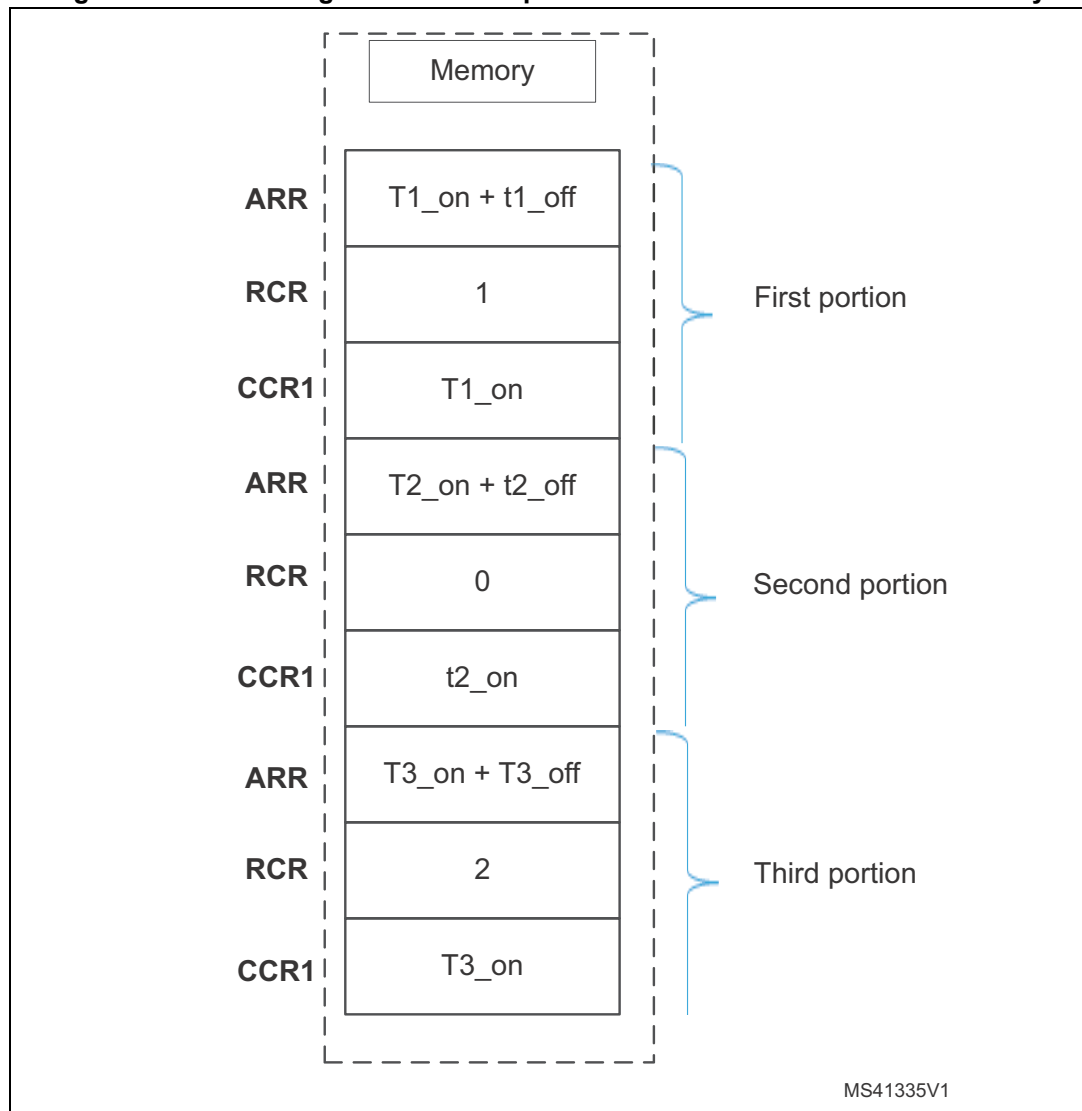 Memory
ARR T1_on + t1_off
RCR 1 First portion
CCR1 T1_on
ARR T2_on + t2_off
RCR 0 Second portion
CCR1 t2_on
ARR T3_on + T3_off
RCR 2 Third portion
CCR1 T3_on
MS41335V1